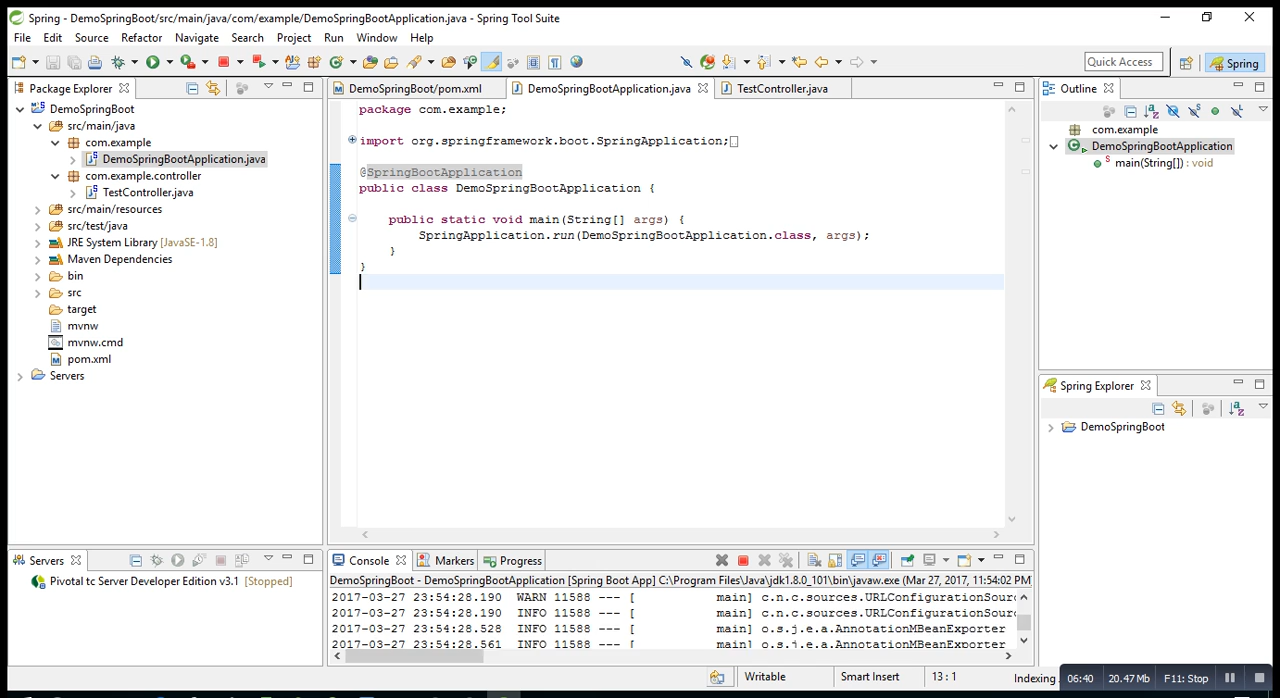 Spring - DemoSpringBoot/src/main/java/com/example/DemoSpringBootApplication.java - Spring Tool Suite
File Edit Source Refactor Navigate Search Project Run Window Help
Quick Access
Spring
Package Explorer
DemoSpringBoot
src/main/java
com.example
DemoSpringBootApplication.java
com.example.controller
TestController.java
src/main/resources
src/test/java
JRE System Library [JavaSE-1.8]
Maven Dependencies
bin
src
target
mvnw
mvnw.cmd
pom.xml
Servers
DemoSpringBoot/pom.xml
DemoSpringBootApplication.java
TestController.java
package com.example;
import org.springframework.boot.SpringApplication;
@SpringBootApplication
public class DemoSpringBootApplication {
public static void main(String[] args) {
SpringApplication.run(DemoSpringBootApplication.class, args);
}
}
Outline
com.example
DemoSpringBootApplication
main(String[]) : void
Spring Explorer
DemoSpringBoot
Servers
Pivotal tc Server Developer Edition v3.1 [Stopped]
Console
Markers
Progress
DemoSpringBoot - DemoSpringBootApplication [Spring Boot App] C:\Program Files\Java\jdk1.8.0_101\bin\javaw.exe (Mar 27, 2017, 11:54:02 PM)
2017-03-27 23:54:28.190 WARN 11588 --- [ main] c.n.c.sources.URLConfigurationSourc
2017-03-27 23:54:28.190 INFO 11588 --- [ main] c.n.c.sources.URLConfigurationSourc
2017-03-27 23:54:28.528 INFO 11588 --- [ main] o.s.j.e.a.AnnotationMBeanExporter
2017-03-27 23:54:28.561 INFO 11588 --- [ main] o.s.j.e.a.AnnotationMBeanExporter
Writable
Smart Insert
13 : 1
Indexing
06:40
20.47 Mb
F11: Stop